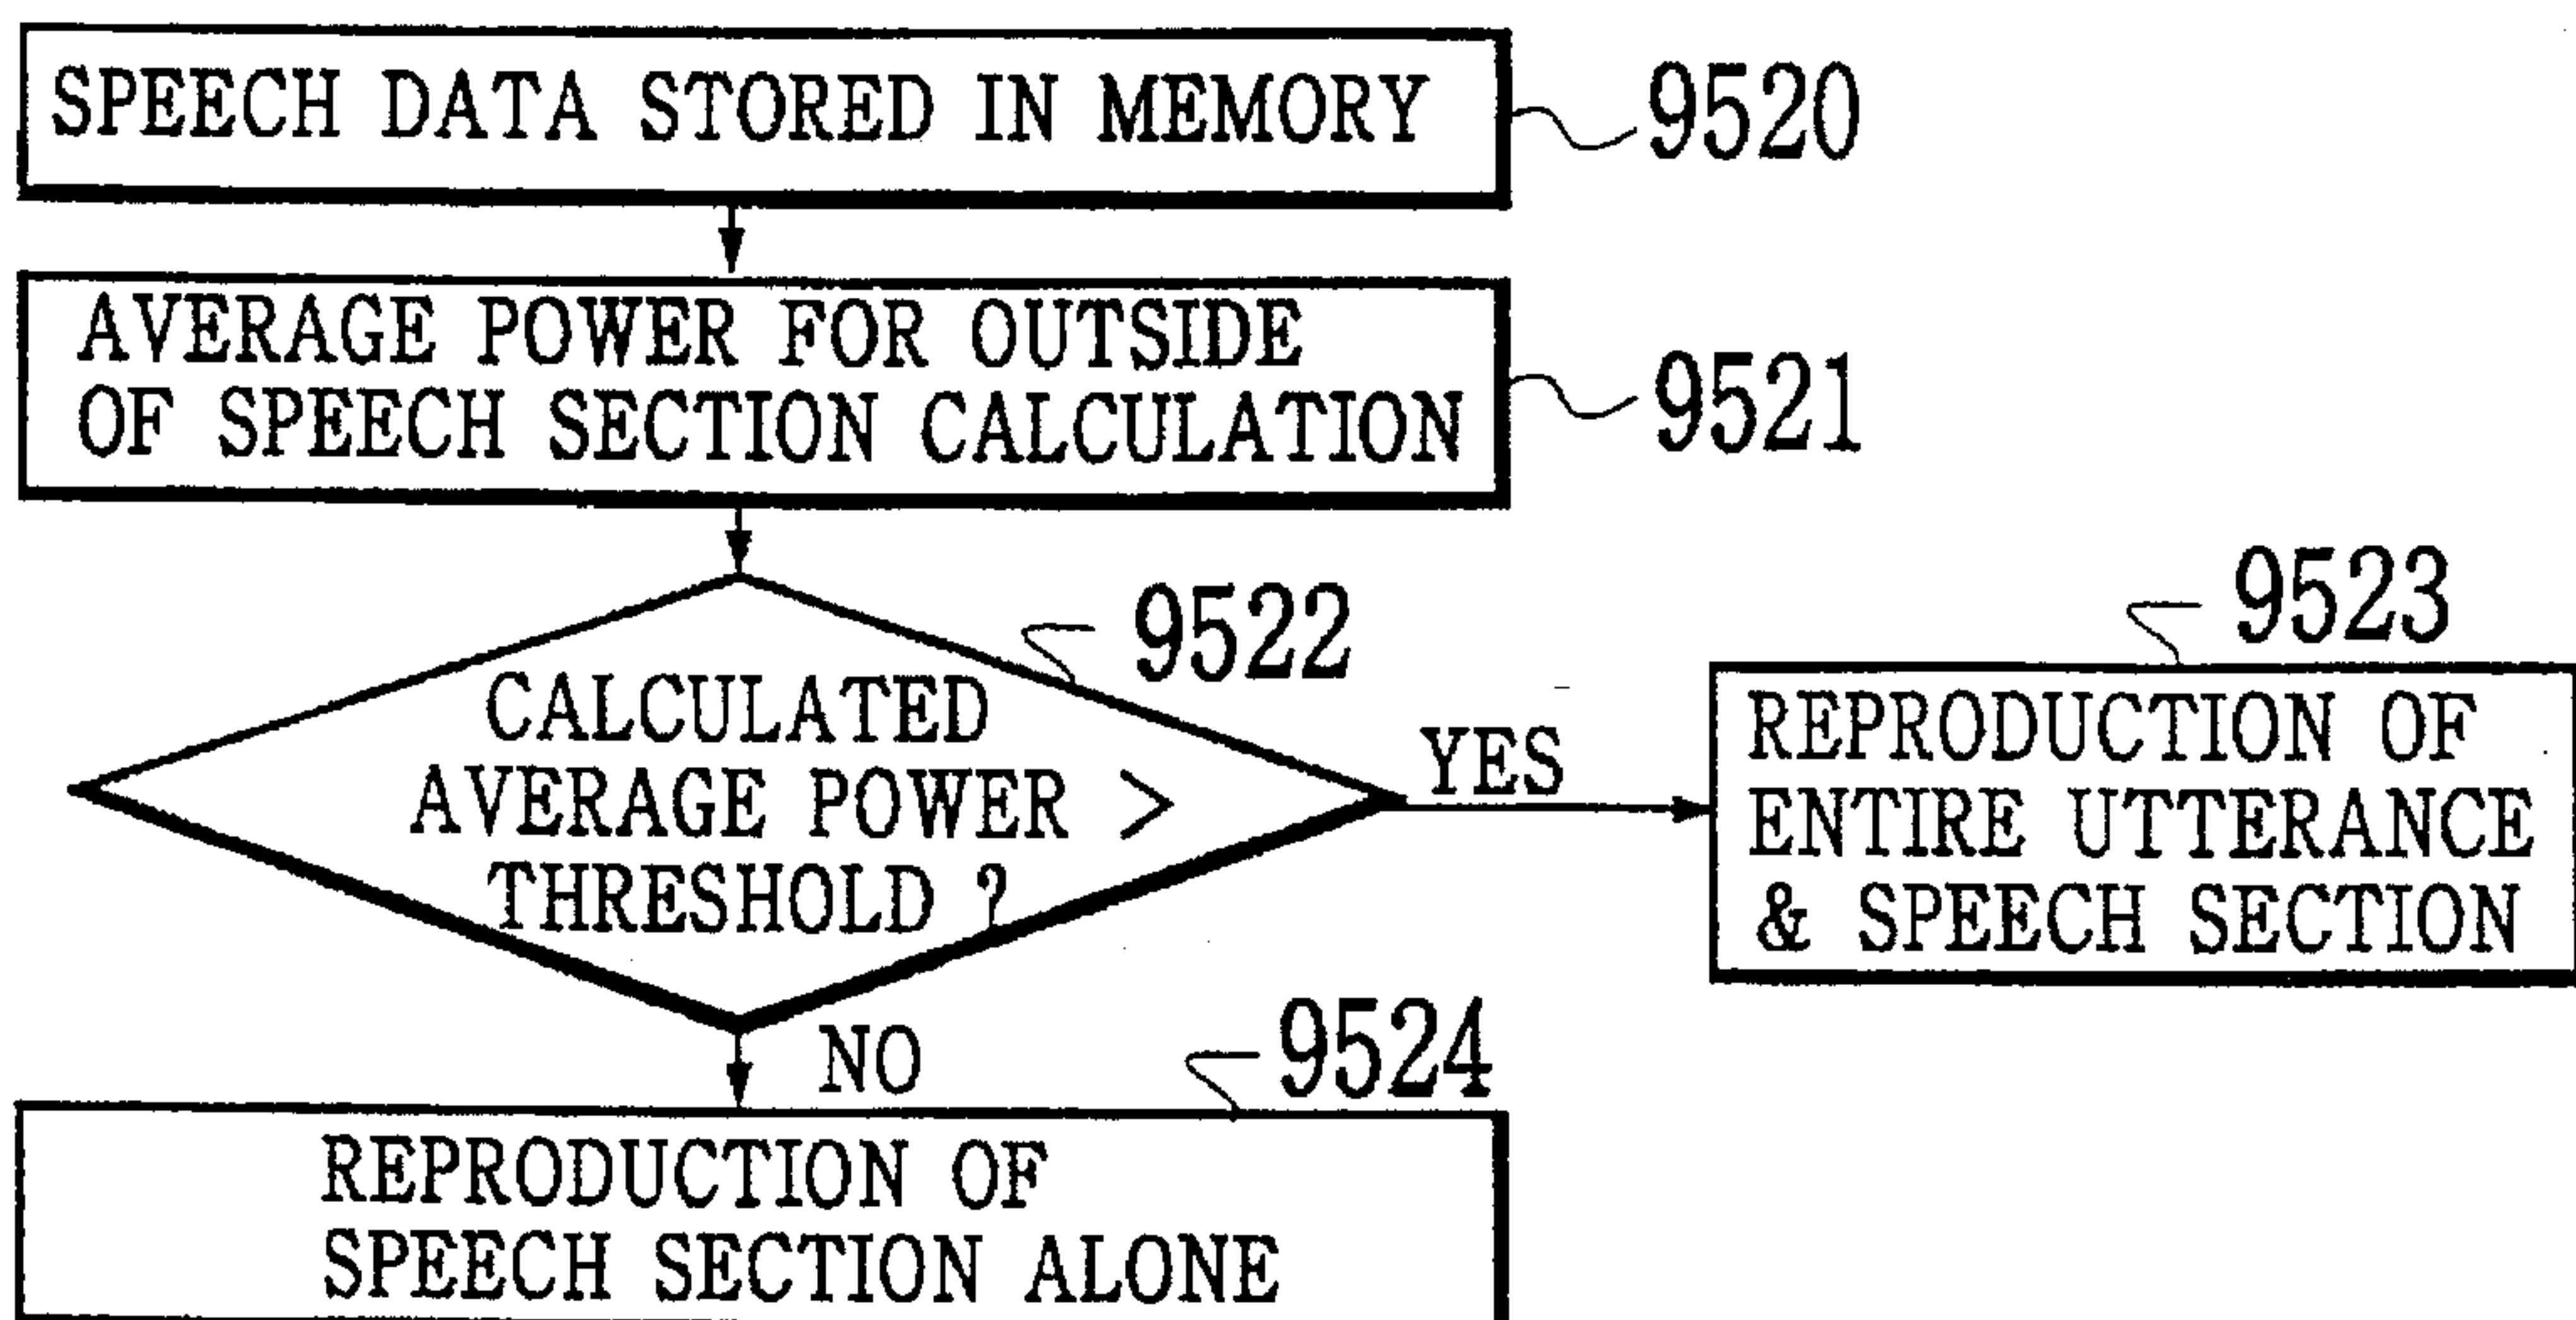 SPEECH DATA STORED IN MEMORY
9520
AVERAGE POWER FOR OUTSIDE
OF SPEECH SECTION CALCULATION
9521
9522
CALCULATED
AVERAGE POWER >
THRESHOLD ?
YES
9523
REPRODUCTION OF
ENTIRE UTTERANCE
& SPEECH SECTION
NO
9524
REPRODUCTION OF
SPEECH SECTION ALONE